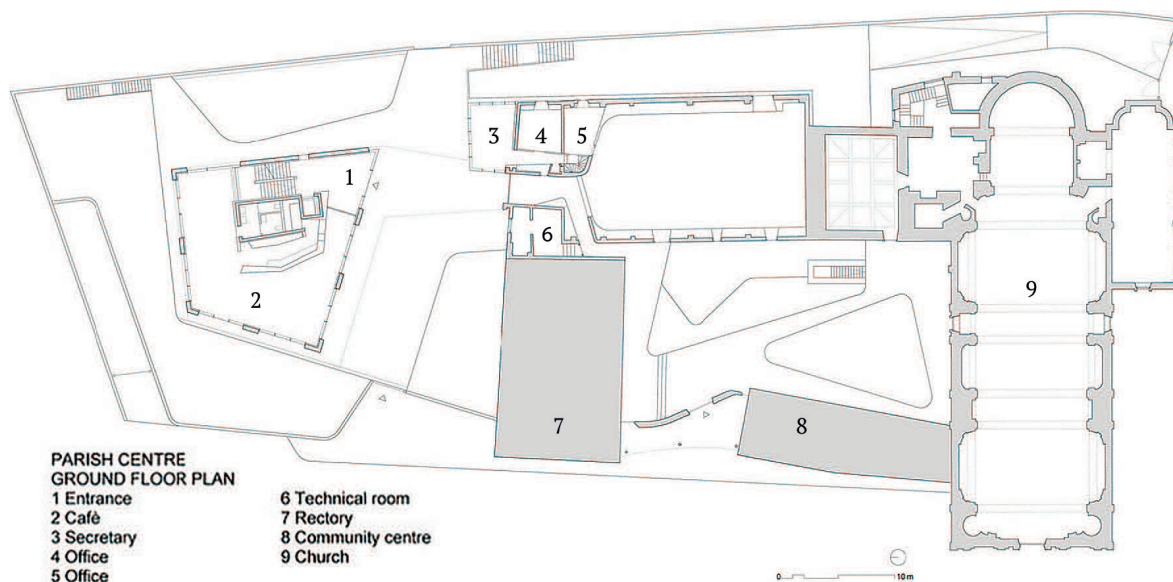 1
2
3
4
5
6
7
8
9
PARISH CENTRE
GROUND FLOOR PLAN
1 Entrance
2 Cafè
3 Secretary
4 Office
5 Office
6 Technical room
7 Rectory
8 Community centre
9 Church
0 10 m